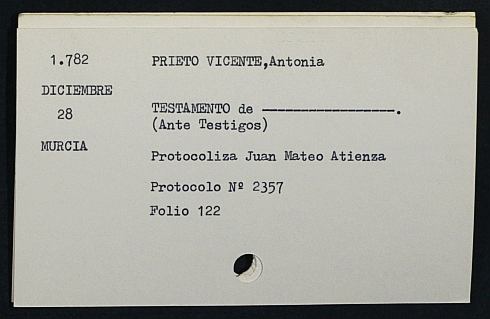 1.782 PRIETO VICENTE,Antonia
DICIEMBRE
28 TESTAMENTO de ——————————.
(Ante Testigos)
MURCIA
Protocoliza Juan Mateo Atienza
Protocolo Nº 2357
Folio 122